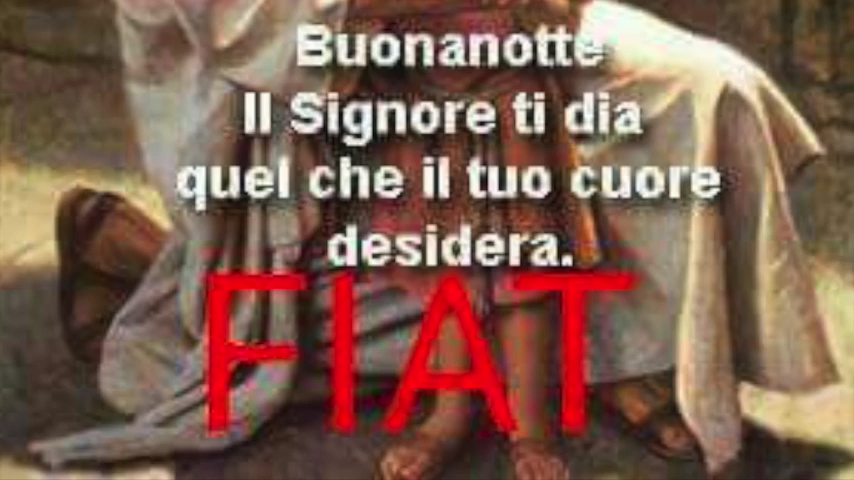 Buonanotte
Il Signore ti dia
quel che il tuo cuore
desidera.
FIAT